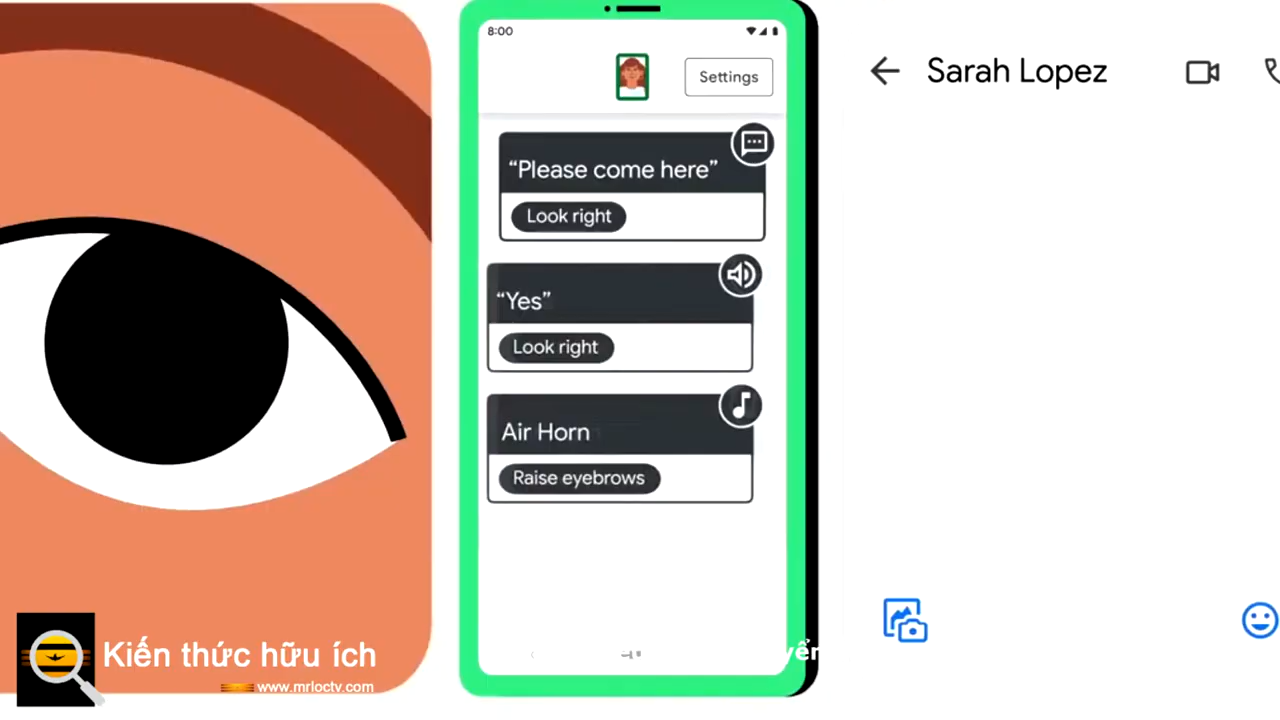 8:00
Settings
“Please come here”
Look right
“Yes”
Look right
Air Horn
Raise eyebrows
Sarah Lopez
Kiến thức hữu ích
www.mrloctv.com